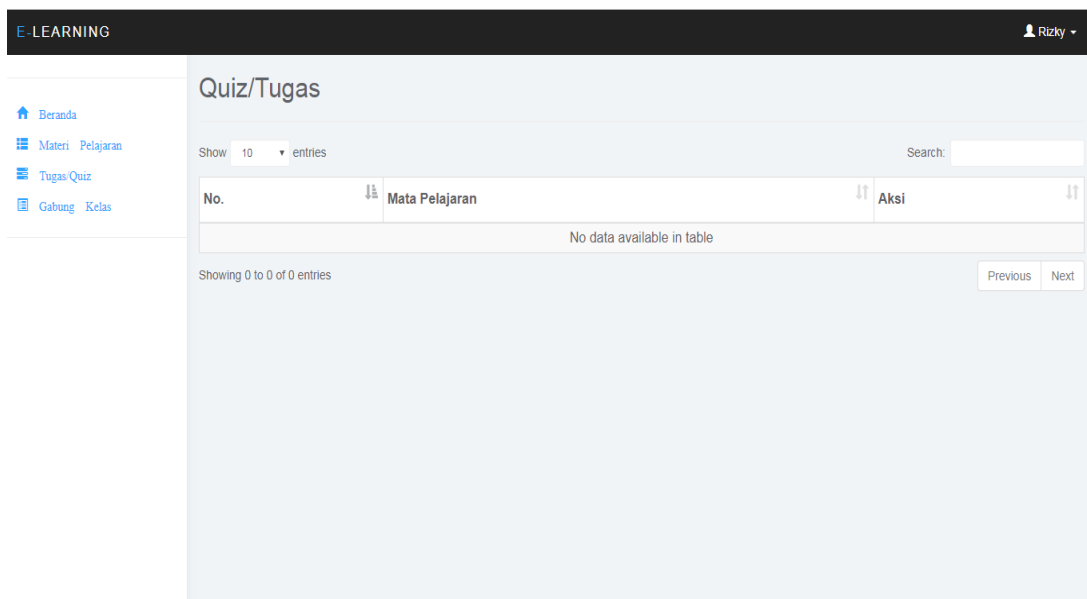 E-LEARNING
Rizky
Beranda
Materi Pelajaran
Tugas/Quiz
Gabung Kelas
Quiz/Tugas
Show 10 entries
Search:
No. Mata Pelajaran Aksi
No data available in table
Showing 0 to 0 of 0 entries
Previous Next